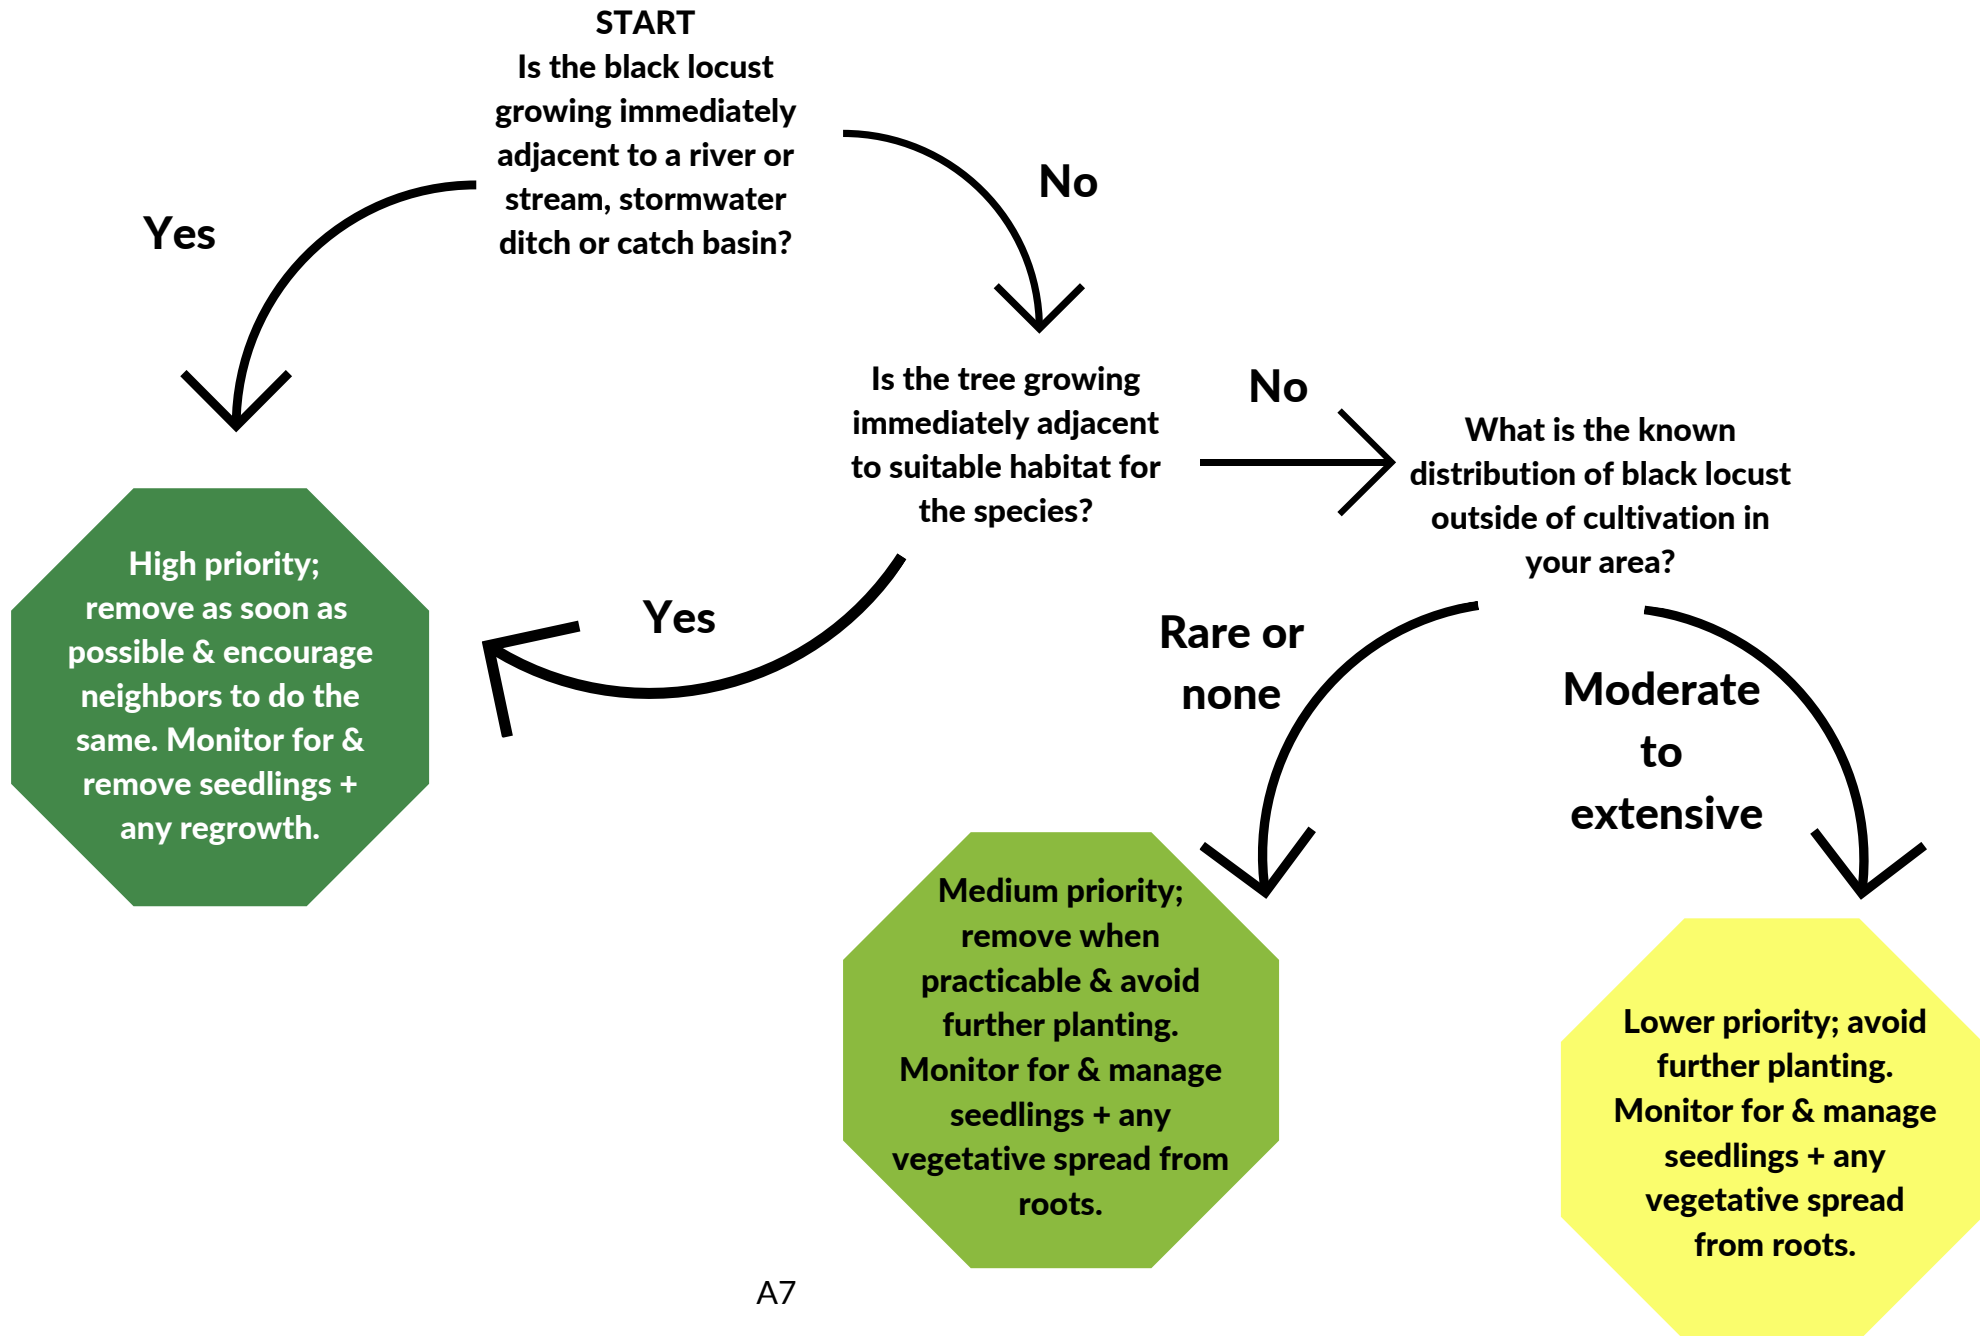 START
Is the black locust
growing immediately
adjacent to a river or
stream, stormwater
ditch or catch basin?
Yes
No
Is the tree growing
immediately adjacent
to suitable habitat for
the species?
No
What is the known
distribution of black locust
outside of cultivation in
your area?
Yes
High priority;
remove as soon as
possible & encourage
neighbors to do the
same. Monitor for &
remove seedlings +
any regrowth.
Rare or
none
Moderate
to
extensive
Medium priority;
remove when
practicable & avoid
further planting.
Monitor for & manage
seedlings + any
vegetative spread from
roots.
Lower priority; avoid
further planting.
Monitor for & manage
seedlings + any
vegetative spread
from roots.
A7